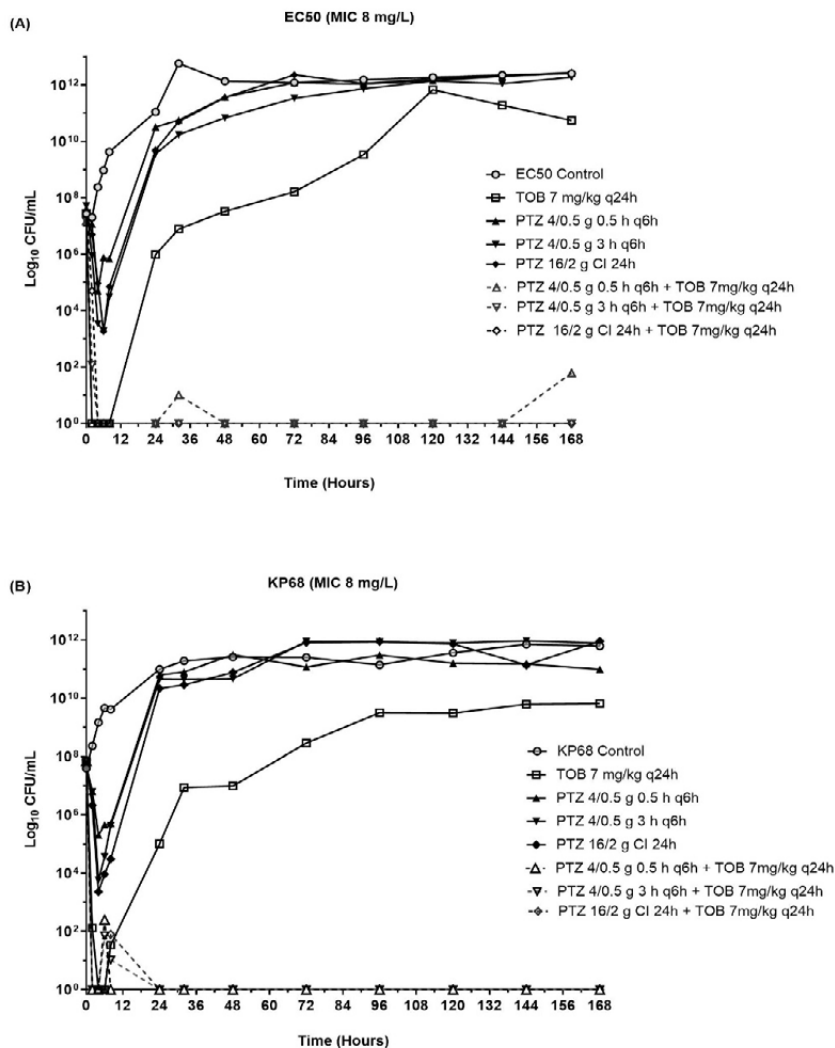 (A)
EC50 (MIC 8 mg/L)
Log₁₀ CFU/mL
10¹²
10¹⁰
10⁸
10⁶
10⁴
10²
10⁰
0 12 24 36 48 60 72 84 96 108 120 132 144 156 168
Time (Hours)
EC50 Control
TOB 7 mg/kg q24h
PTZ 4/0.5 g 0.5 h q6h
PTZ 4/0.5 g 3 h q6h
PTZ 16/2 g CI 24h
PTZ 4/0.5 g 0.5 h q6h + TOB 7mg/kg q24h
PTZ 4/0.5 g 3 h q6h + TOB 7mg/kg q24h
PTZ 16/2 g CI 24h + TOB 7mg/kg q24h
(B)
KP68 (MIC 8 mg/L)
Log₁₀ CFU/mL
10¹²
10¹⁰
10⁸
10⁶
10⁴
10²
10⁰
0 12 24 36 48 60 72 84 96 108 120 132 144 156 168
Time (Hours)
KP68 Control
TOB 7 mg/kg q24h
PTZ 4/0.5 g 0.5 h q6h
PTZ 4/0.5 g 3 h q6h
PTZ 16/2 g CI 24h
PTZ 4/0.5 g 0.5 h q6h + TOB 7mg/kg q24h
PTZ 4/0.5 g 3 h q6h + TOB 7mg/kg q24h
PTZ 16/2 g CI 24h + TOB 7mg/kg q24h